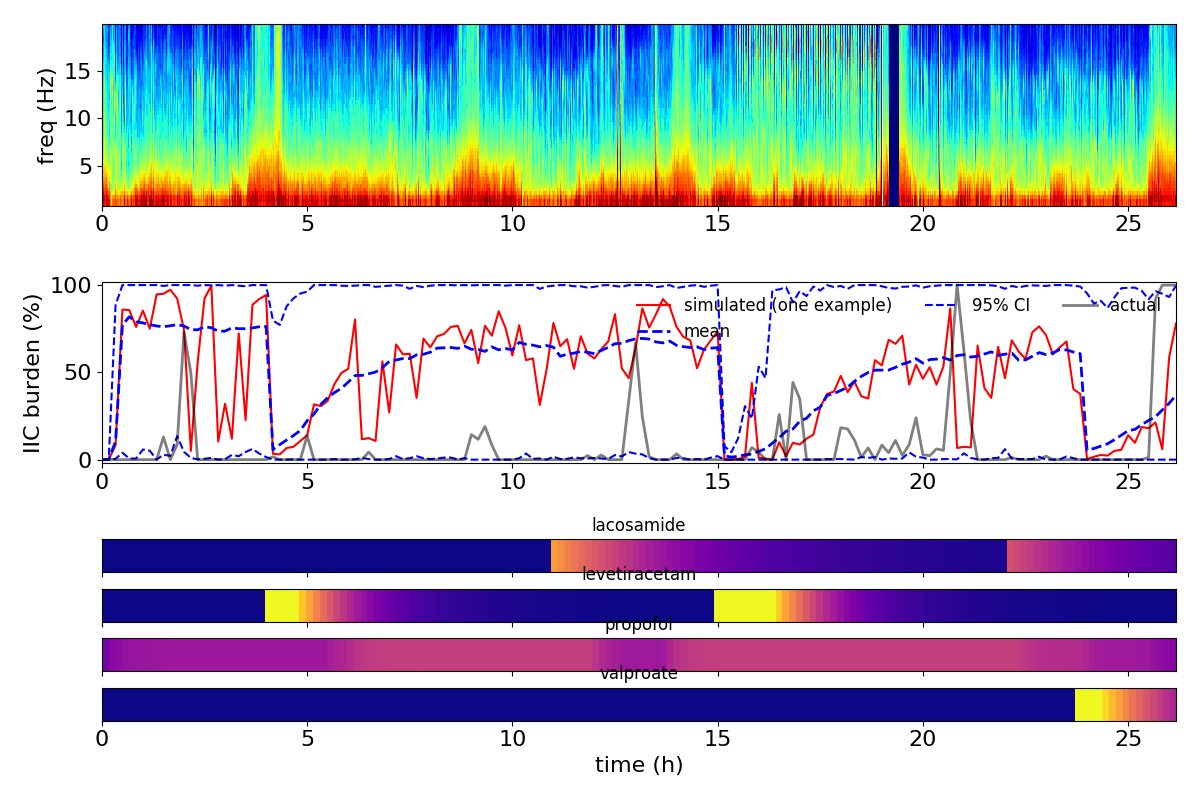 freq (Hz)
15
10
5
0 5 10 15 20 25
IIC burden (%)
100
50
0
simulated (one example) 95% CI actual
mean
0 5 10 15 20 25
lacosamide
levetiracetam
propofol
valproate
0 5 10 15 20 25
time (h)